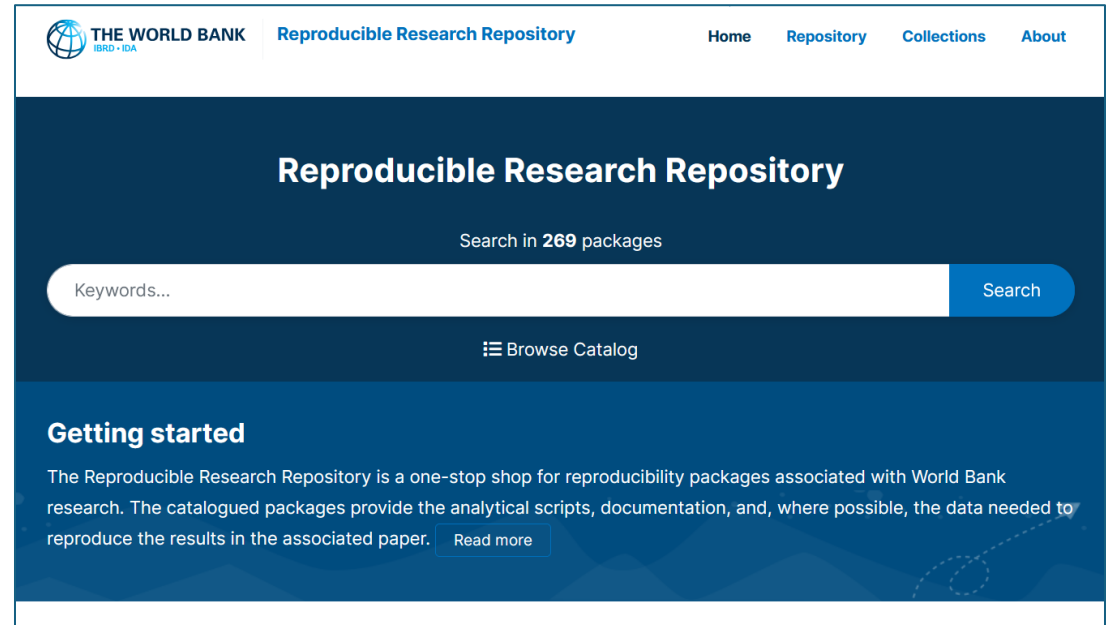 THE WORLD BANK
IBRD • IDA
Reproducible Research Repository
Home
Repository
Collections
About
Reproducible Research Repository
Search in 269 packages
Keywords...
Search
Browse Catalog
Getting started
The Reproducible Research Repository is a one-stop shop for reproducibility packages associated with World Bank
research. The catalogued packages provide the analytical scripts, documentation, and, where possible, the data needed to
reproduce the results in the associated paper. Read more